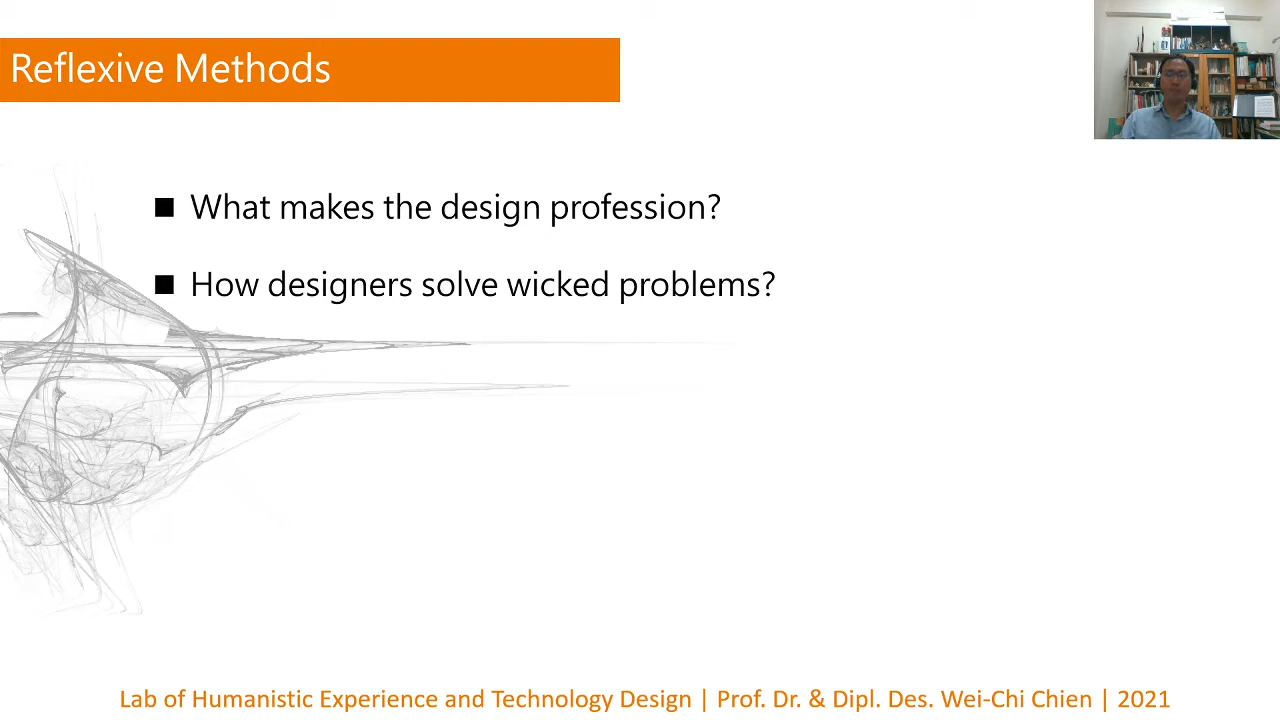 Reflexive Methods
What makes the design profession?
How designers solve wicked problems?
Lab of Humanistic Experience and Technology Design | Prof. Dr. & Dipl. Des. Wei-Chi Chien | 2021